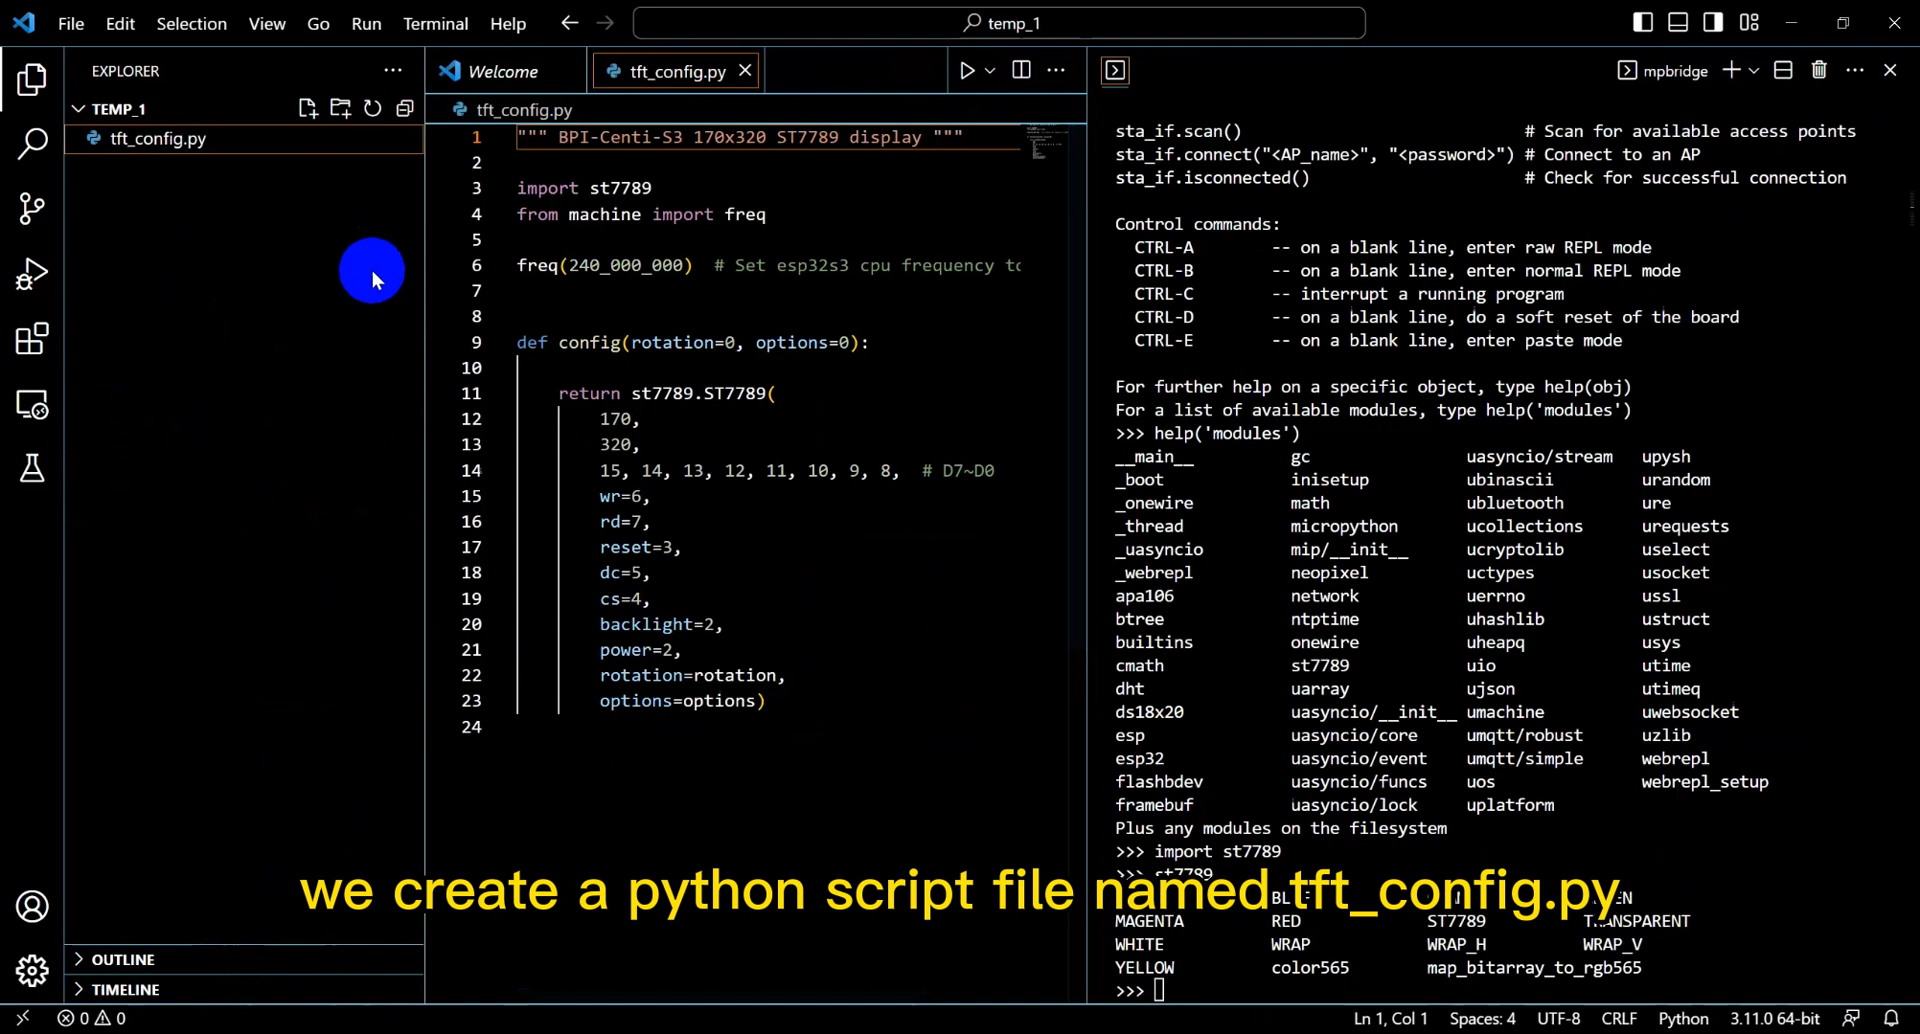 File Edit Selection View Go Run Terminal Help
temp_1
EXPLORER
TEMP_1
tft_config.py
OUTLINE
TIMELINE
Welcome
tft_config.py
tft_config.py
1 """ BPI-Centi-S3 170x320 ST7789 display """
2
3 import st7789
4 from machine import freq
5
6 freq(240_000_000) # Set esp32s3 cpu frequency to
7
8
9 def config(rotation=0, options=0):
10
11 return st7789.ST7789(
12 170,
13 320,
14 15, 14, 13, 12, 11, 10, 9, 8, # D7~D0
15 wr=6,
16 rd=7,
17 reset=3,
18 dc=5,
19 cs=4,
20 backlight=2,
21 power=2,
22 rotation=rotation,
23 options=options)
24
mpbridge
sta_if.scan() # Scan for available access points
sta_if.connect("<AP_name>", "<password>") # Connect to an AP
sta_if.isconnected() # Check for successful connection
Control commands:
CTRL-A -- on a blank line, enter raw REPL mode
CTRL-B -- on a blank line, enter normal REPL mode
CTRL-C -- interrupt a running program
CTRL-D -- on a blank line, do a soft reset of the board
CTRL-E -- on a blank line, enter paste mode
For further help on a specific object, type help(obj)
For a list of available modules, type help('modules')
>>> help('modules')
__main__ gc uasyncio/stream upysh
_boot inisetup ubinascii urandom
_onewire math ubluetooth ure
_thread micropython ucollections urequests
_uasyncio mip/__init__ ucryptolib uselect
_webrepl neopixel uctypes usocket
apa106 network uerrno ussl
btree ntptime uhashlib ustruct
builtins onewire uheapq usys
cmath st7789 uio utime
dht uarray ujson utimeq
ds18x20 uasyncio/__init__ umachine uwebsocket
esp uasyncio/core umqtt/robust uzlib
esp32 uasyncio/event umqtt/simple webrepl
flashbdev uasyncio/funcs uos webrepl_setup
framebuf uasyncio/lock uplatform
Plus any modules on the filesystem
>>> import st7789
>>> st7789
MAGENTA RED ST7789 TRANSPARENT
WHITE WRAP WRAP_H WRAP_V
YELLOW color565 map_bitarray_to_rgb565
>>>
we create a python script file named tft_config.py
0 0
Ln 1, Col 1 Spaces: 4 UTF-8 CRLF Python 3.11.0 64-bit